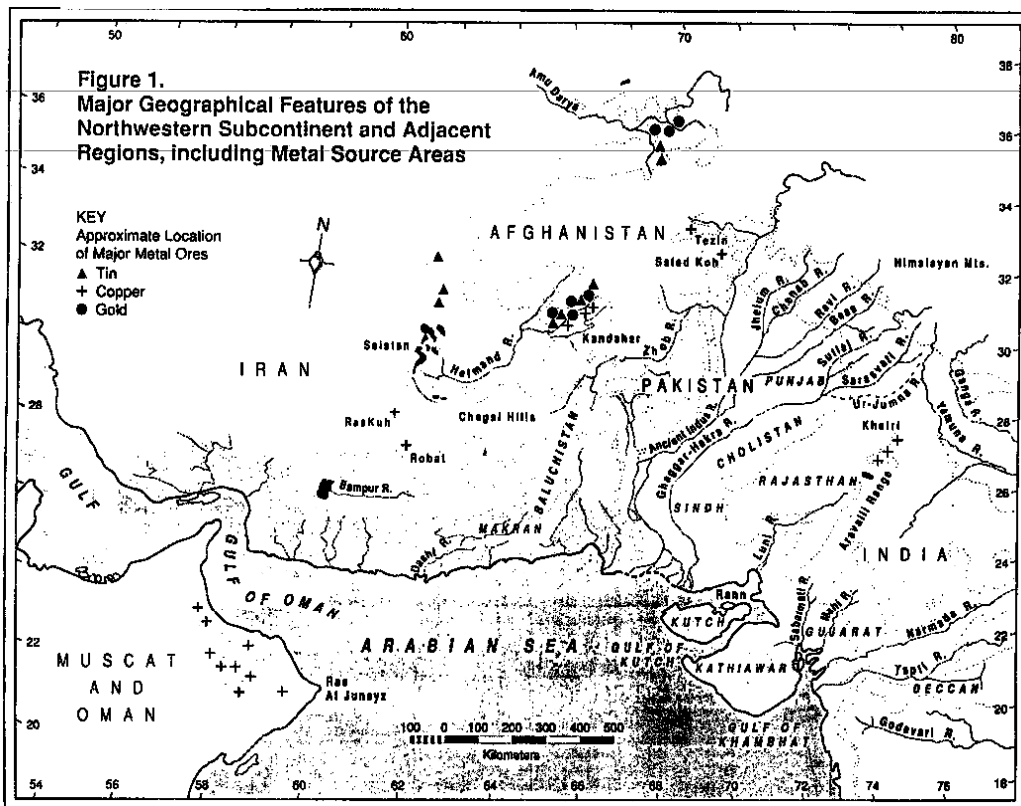 50 60 70 80
Figure 1.
Major Geographical Features of the
Northwestern Subcontinent and Adjacent
Regions, including Metal Source Areas
KEY
Approximate Location
of Major Metal Ores
Tin
Copper
Gold
N
36
34
32
28
22
20
38
36
34
32
30
28
26
24
22
20
Amu Darya
AFGHANISTAN
Tezin
Safed Koh
Himalayan Mts.
Jhelum R.
Chenab R.
Ravi R.
Beas R.
Sutlej R.
Sarasvati R.
Ur-Jumna R.
Ganga R.
Yamuna R.
Seistan
Helmand R.
Kandahar
Zhob R.
IRAN
PAKISTAN
PUNJAB
RasKuh
Chagai Hills
Robat
BALUCHISTAN
Ancient Indus R.
Ghaggar-Hakra R.
CHOLISTAN
Khetri
RAJASTHAN
Aravalli Range
GULF
Bampur R.
SINDH
MAKRAN
Dasht R.
Luni R.
INDIA
GULF
OF OMAN
Rann
KUTCH
Sabarmati R.
Mahi R.
GUJARAT
Narmada R.
ARABIAN SEA
GULF OF
KUTCH
KATHIAWAR
Tapti R.
DECCAN
MUSCAT
AND
OMAN
Ras
Al Junayz
GULF OF
KHAMBHAT
Godavari R.
100 0 100 200 300 400 500
Kilometers
54 56 58 60 62 64 66 68 70 72 74 76 78